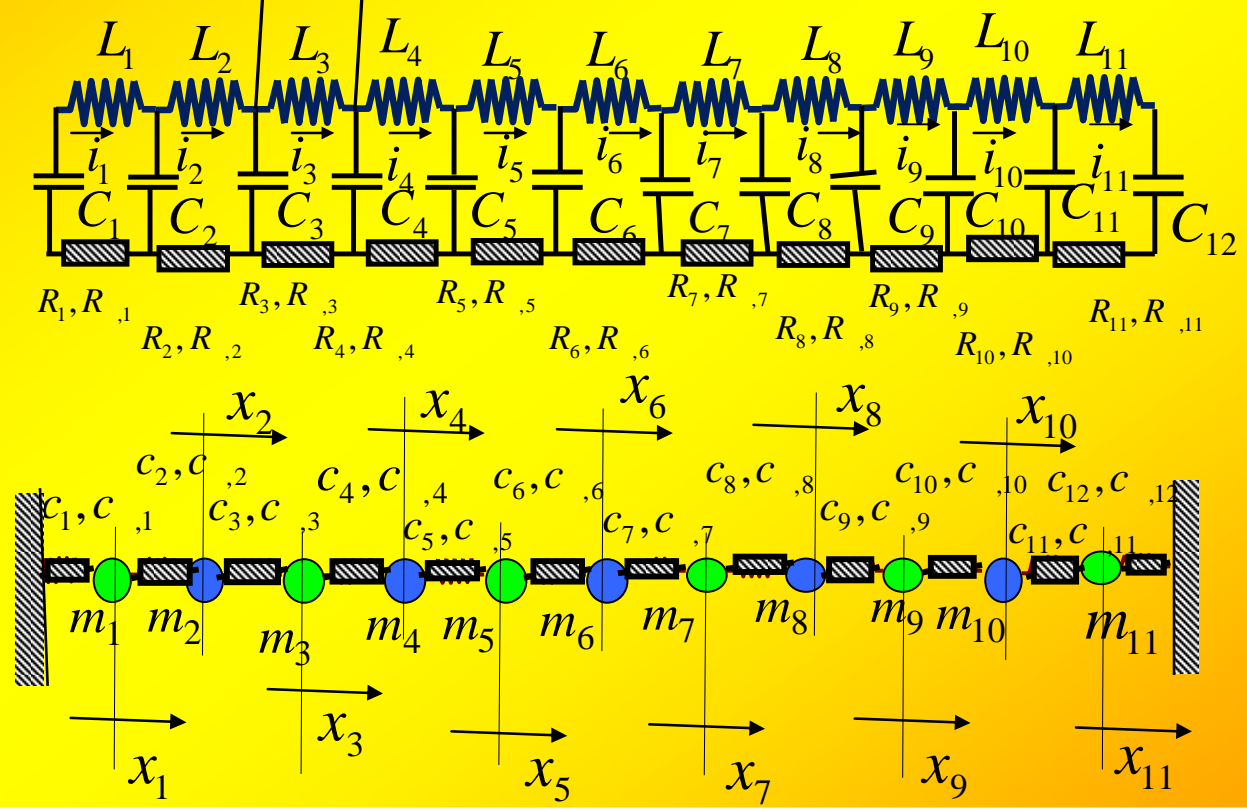 L₁ L₂ L₃ L₄ L₅ L₆ L₇ L₈ L₉ L₁₀ L₁₁
i₁ i₂ i₃ i₄ i₅ i₆ i₇ i₈ i₉ i₁₀ i₁₁
C₁ C₂ C₃ C₄ C₅ C₆ C₇ C₈ C₉ C₁₀ C₁₁ C₁₂
R₁,R ,₁ R₃,R ,₃ R₅,R ,₅ R₇,R ,₇ R₉,R ,₉ R₁₁,R ,₁₁
R₂,R ,₂ R₄,R ,₄ R₆,R ,₆ R₈,R ,₈ R₁₀,R ,₁₀
x₂ x₄ x₆ x₈ x₁₀
c₂,c ,₂ c₄,c ,₄ c₆,c ,₆ c₈,c ,₈ c₁₀,c ,₁₀ c₁₂,c ,₁₂
c₁,c ,₁ c₃,c ,₃ c₅,c ,₅ c₇,c ,₇ c₉,c ,₉ c₁₁,c ,₁₁
m₁ m₂ m₃ m₄ m₅ m₆ m₇ m₈ m₉ m₁₀ m₁₁
x₁ x₃ x₅ x₇ x₉ x₁₁